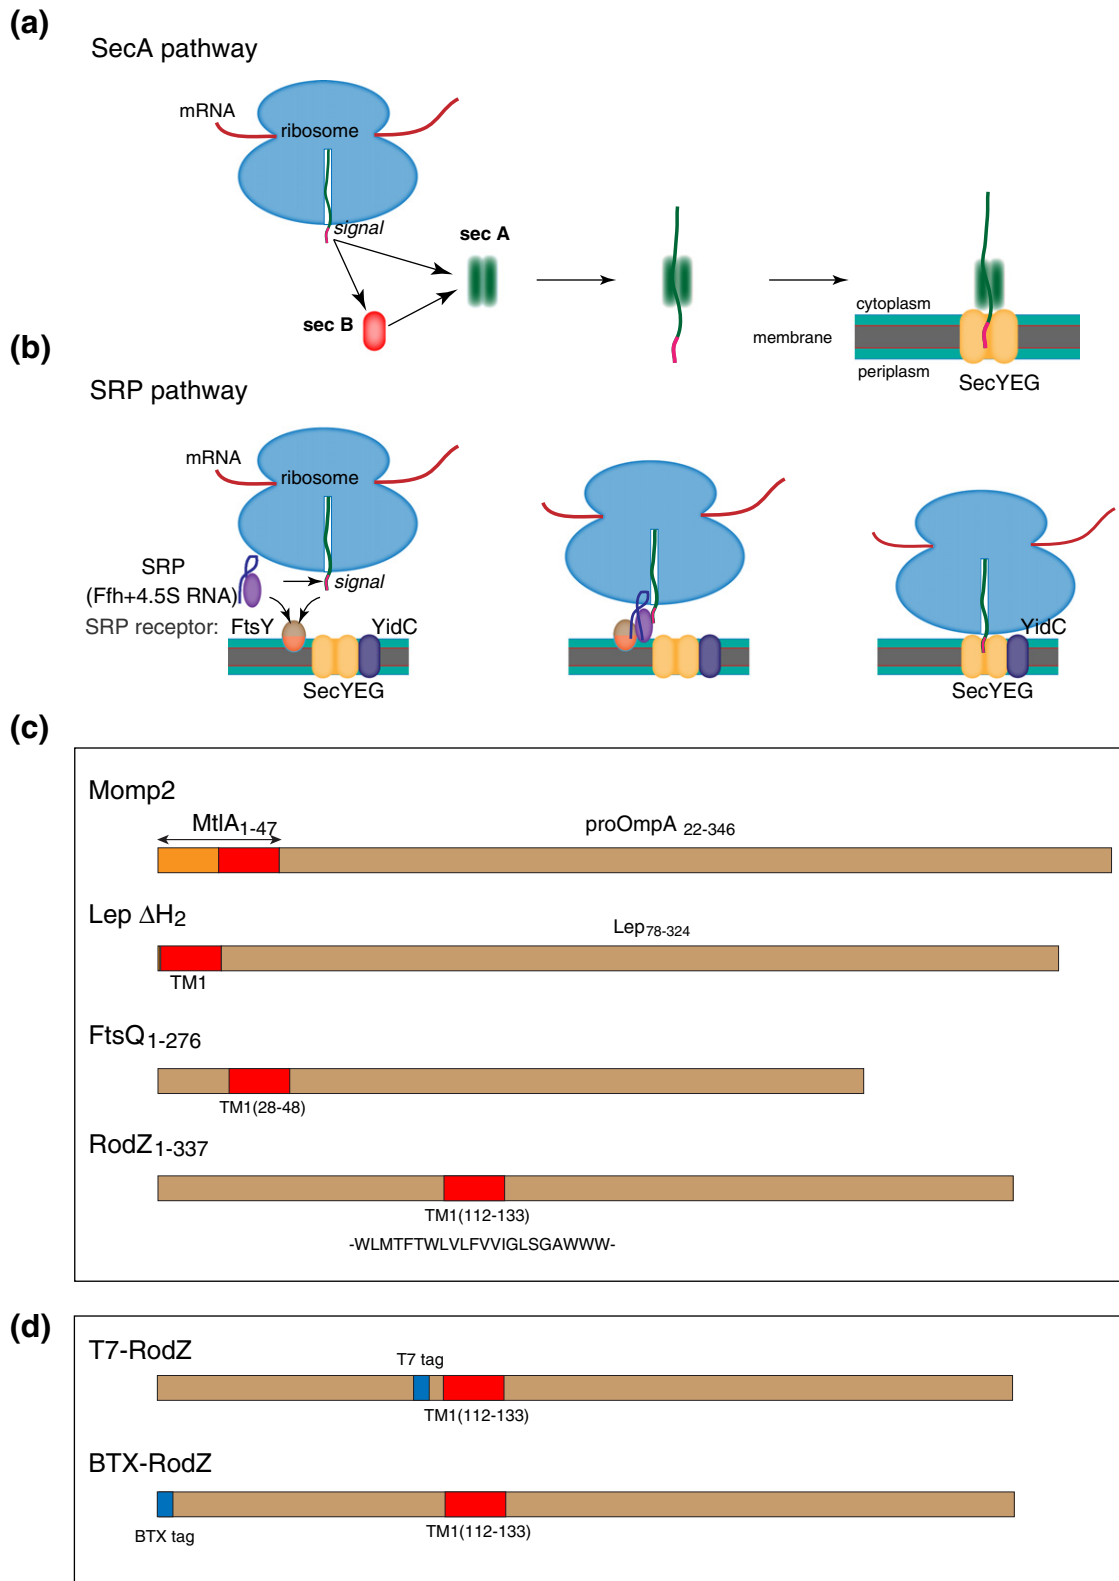 (a)
SecA pathway
mRNA
ribosome
signal
sec A
sec B
cytoplasm
membrane
periplasm
SecYEG
(b)
SRP pathway
mRNA
ribosome
SRP
(Ffh+4.5S RNA)
signal
SRP receptor: FtsY
YidC
SecYEG
YidC
SecYEG
(c)
Momp2
MtlA1-47
proOmpA 22-346
Lep ΔH2
Lep78-324
TM1
FtsQ1-276
TM1(28-48)
RodZ1-337
TM1(112-133)
-WLMTFTWLVLFVVIGLSGAWWW-
(d)
T7-RodZ
T7 tag
TM1(112-133)
BTX-RodZ
BTX tag
TM1(112-133)